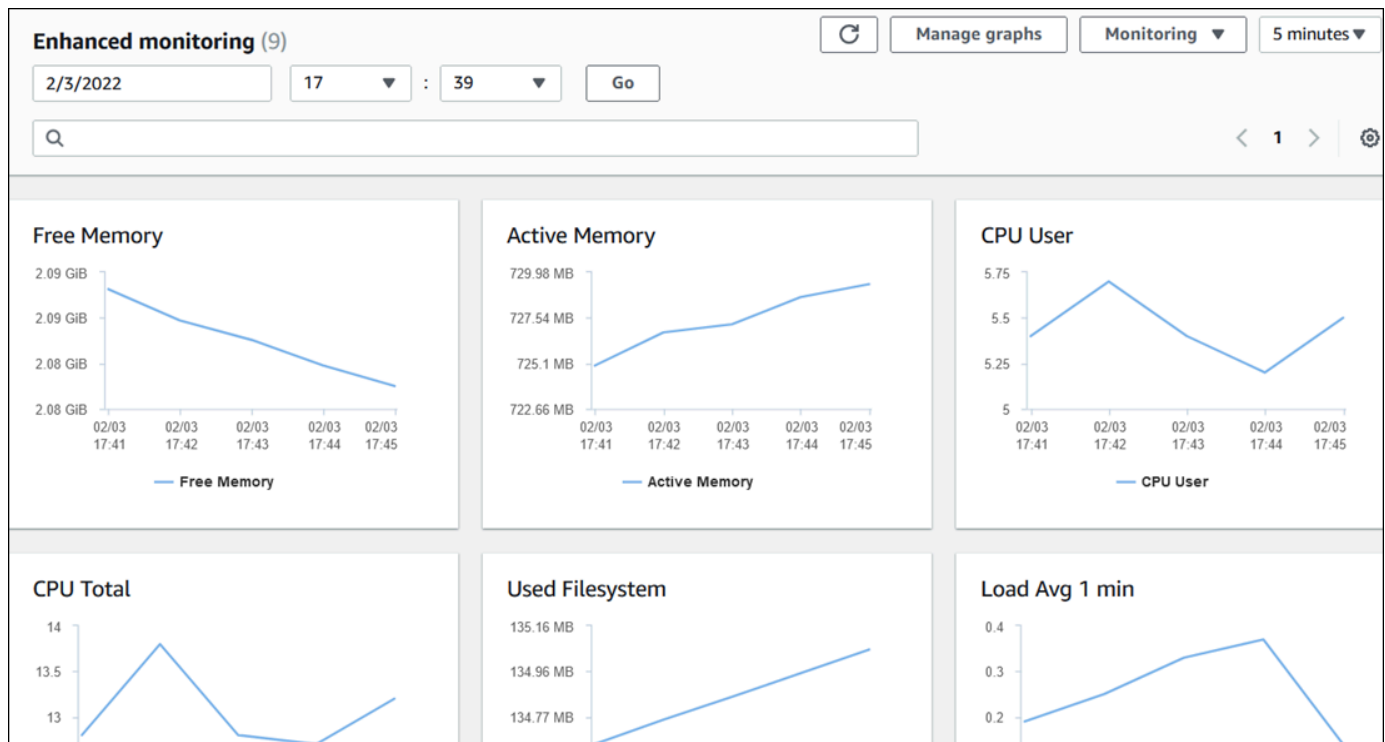 Enhanced monitoring (9)
Manage graphs
Monitoring
5 minutes
2/3/2022
17
:
39
Go
1
Free Memory
2.09 GiB
2.09 GiB
2.08 GiB
2.08 GiB
02/03 02/03 02/03 02/03 02/03
17:41 17:42 17:43 17:44 17:45
Free Memory
Active Memory
729.98 MB
727.54 MB
725.1 MB
722.66 MB
02/03 02/03 02/03 02/03 02/03
17:41 17:42 17:43 17:44 17:45
Active Memory
CPU User
5.75
5.5
5.25
5
02/03 02/03 02/03 02/03 02/03
17:41 17:42 17:43 17:44 17:45
CPU User
CPU Total
14
13.5
13
Used Filesystem
135.16 MB
134.96 MB
134.77 MB
Load Avg 1 min
0.4
0.3
0.2